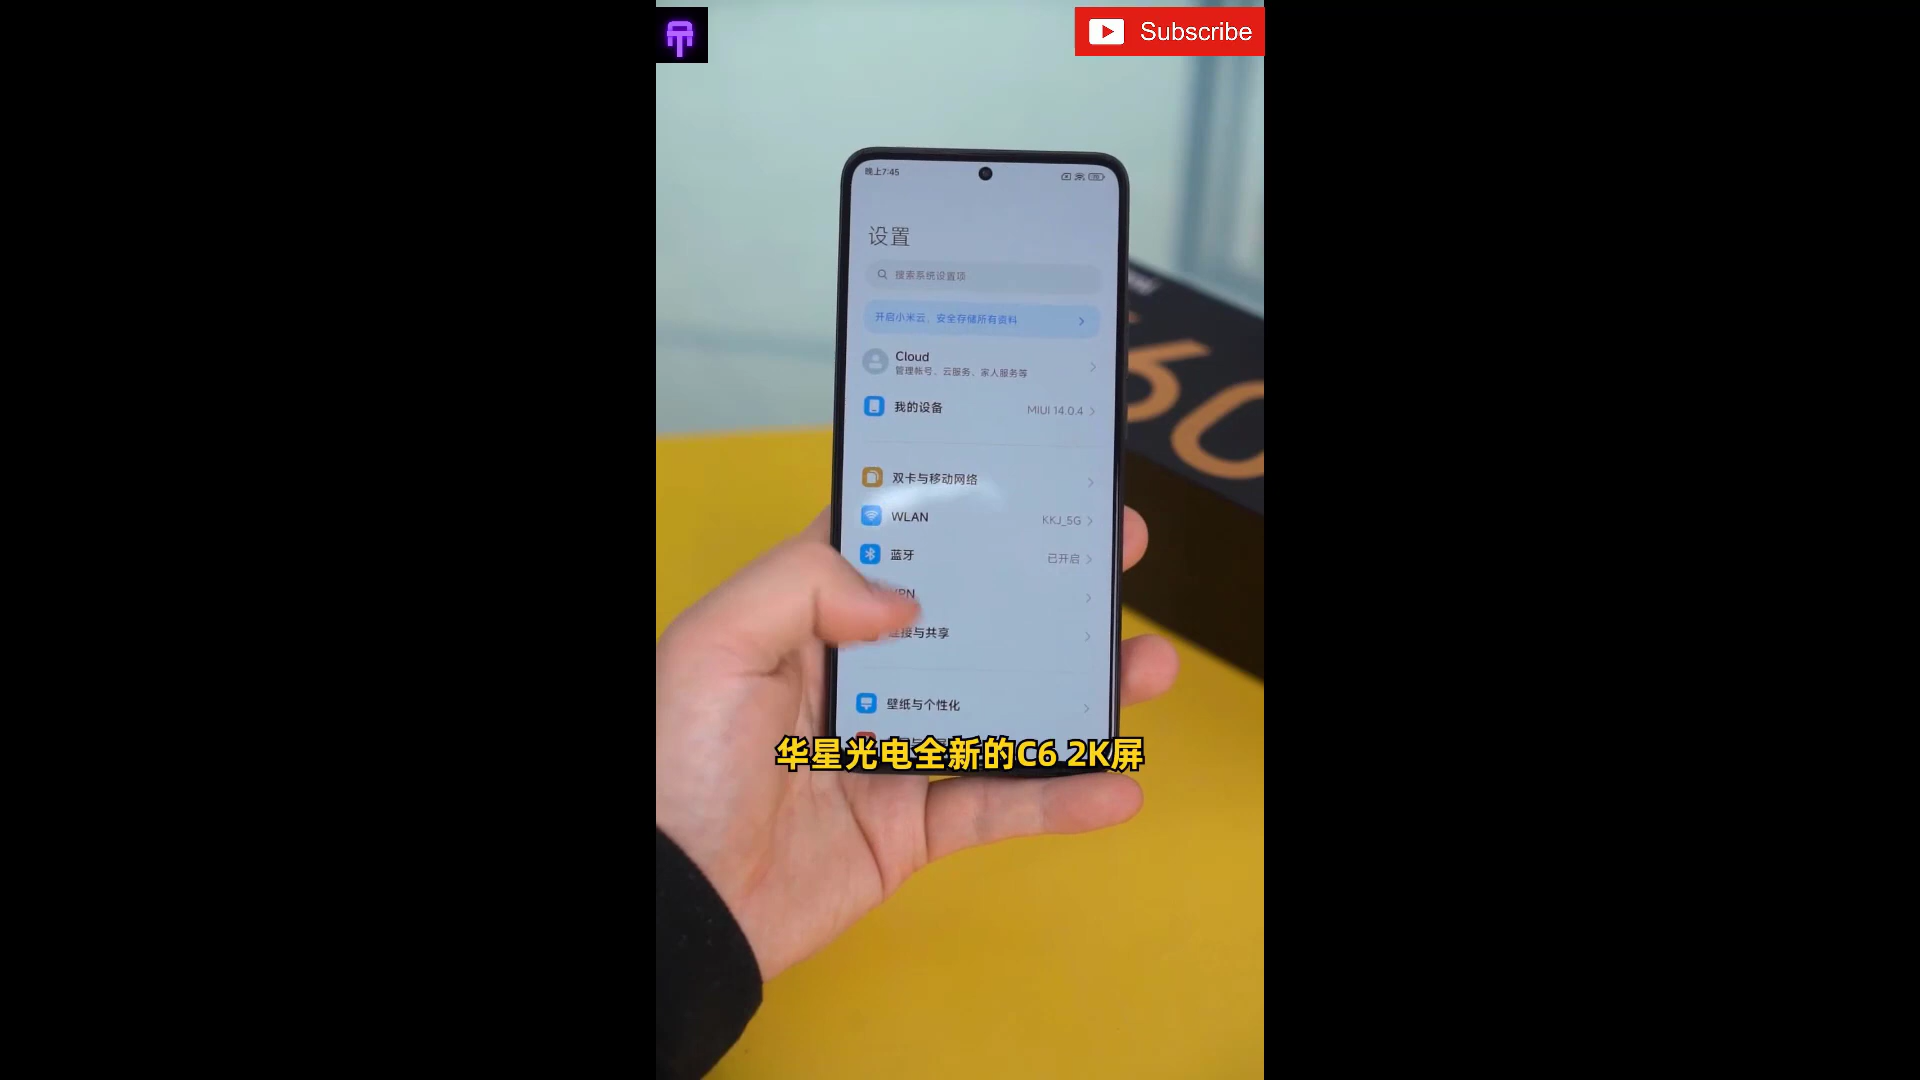 Subscribe
晚上7:45
设置
搜索系统设置项
开启小米云，安全存储所有资料
Cloud
管理帐号、云服务、家人服务等
我的设备 MIUI 14.0.4
双卡与移动网络
WLAN KKJ_5G
蓝牙 已开启
VPN
连接与共享
壁纸与个性化
华星光电全新的C6 2K屏
60